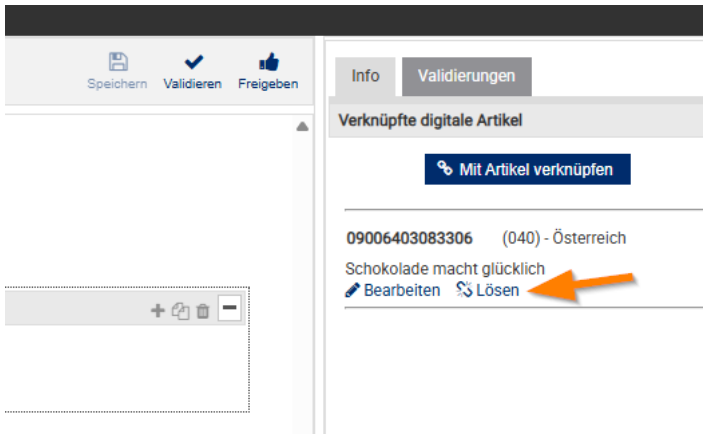 Speichern Validieren Freigeben
Info Validierungen
Verknüpfte digitale Artikel
Mit Artikel verknüpfen
09006403083306 (040) - Österreich
Schokolade macht glücklich
Bearbeiten Lösen